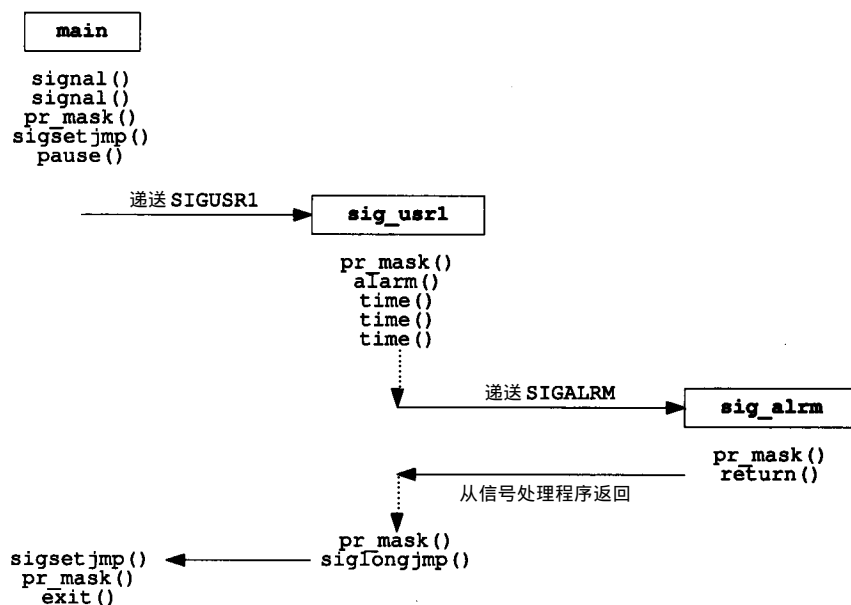 main
signal()
signal()
pr_mask()
sigsetjmp()
pause()
递送 SIGUSR1
sig_usr1
pr_mask()
alarm()
time()
time()
time()
递送 SIGALRM
sig_alrm
pr_mask()
return()
从信号处理程序返回
pr_mask()
siglongjmp()
sigsetjmp()
pr_mask()
exit()